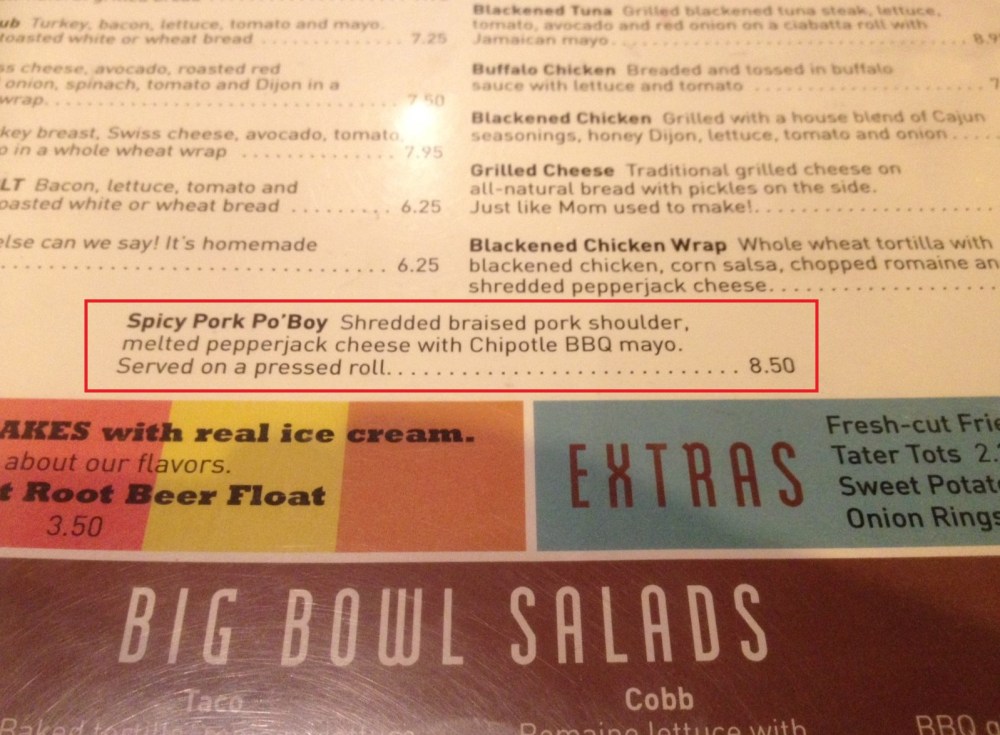 ub Turkey, bacon, lettuce, tomato and mayo.
toasted white or wheat bread .............. 7.25
ss cheese, avocado, roasted red
onion, spinach, tomato and Dijon in a
wrap. ........................ 7.50
key breast, Swiss cheese, avocado, tomato
o in a whole wheat wrap .............. 7.95
LT Bacon, lettuce, tomato and
oasted white or wheat bread ......... 6.25
else can we say! It's homemade
................................ 6.25
Blackened Tuna Grilled blackened tuna steak, lettuce,
tomato, avocado and red onion on a ciabatta roll with
Jamaican mayo.............................. 8.9
Buffalo Chicken Breaded and tossed in buffalo
sauce with lettuce and tomato .................. 7
Blackened Chicken Grilled with a house blend of Cajun
seasonings, honey Dijon, lettuce, tomato and onion....
Grilled Cheese Traditional grilled cheese on
all-natural bread with pickles on the side.
Just like Mom used to make!...................
Blackened Chicken Wrap Whole wheat tortilla with
blackened chicken, corn salsa, chopped romaine an
shredded pepperjack cheese...................
Spicy Pork Po'Boy Shredded braised pork shoulder,
melted pepperjack cheese with Chipotle BBQ mayo.
Served on a pressed roll............................. 8.50
AKES with real ice cream.
about our flavors.
t Root Beer Float
3.50
EXTRAS
Fresh-cut Frie
Tater Tots 2.
Sweet Potat
Onion Rings
BIG BOWL SALADS
Taco
Cobb
Baked
Romaine lettuce with
BBQ